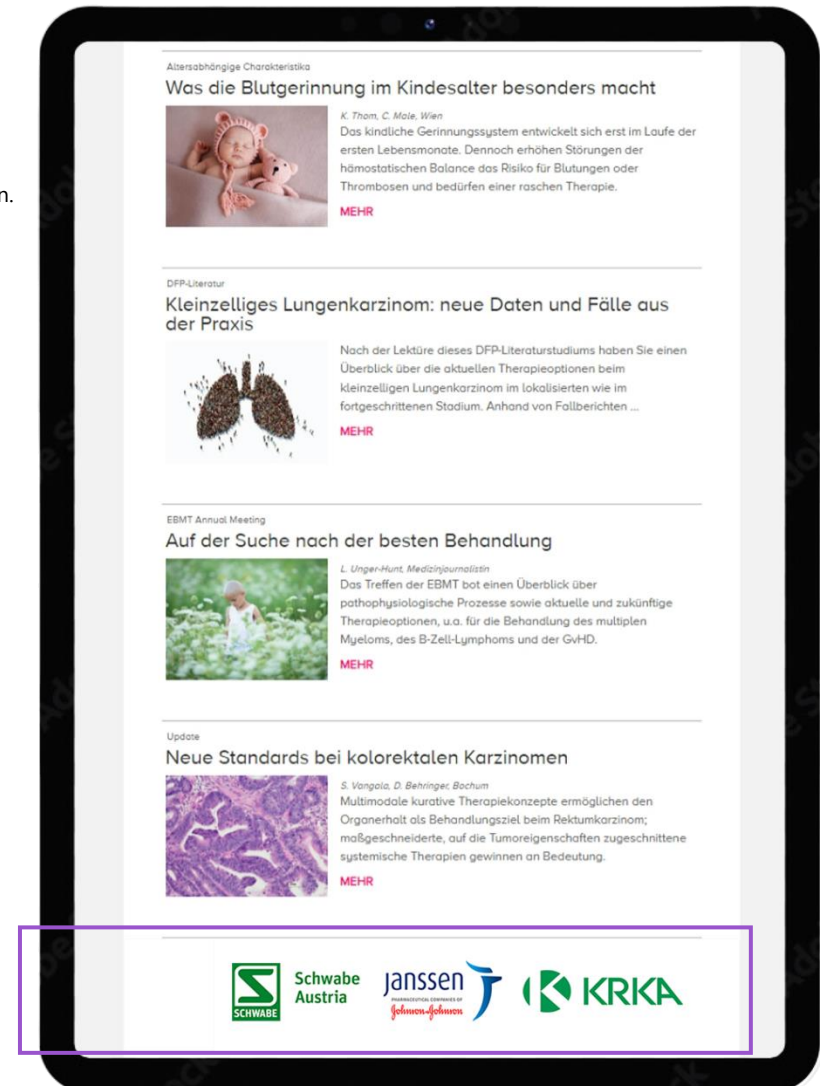 n.
Altersabhängige Charakteristika
Was die Blutgerinnung im Kindesalter besonders macht
K. Thom, C. Male, Wien
Das kindliche Gerinnungssystem entwickelt sich erst im Laufe der
ersten Lebensmonate. Dennoch erhöhen Störungen der
hämostatischen Balance das Risiko für Blutungen oder
Thrombosen und bedürfen einer raschen Therapie.
MEHR
DFP-Literatur
Kleinzelliges Lungenkarzinom: neue Daten und Fälle aus
der Praxis
Nach der Lektüre dieses DFP-Literaturstudiums haben Sie einen
Überblick über die aktuellen Therapieoptionen beim
kleinzelligen Lungenkarzinom im lokalisierten wie im
fortgeschrittenen Stadium. Anhand von Fallberichten ...
MEHR
EBMT Annual Meeting
Auf der Suche nach der besten Behandlung
L. Unger-Hunt, Medizinjournalistin
Das Treffen der EBMT bot einen Überblick über
pathophysiologische Prozesse sowie aktuelle und zukünftige
Therapieoptionen, u.a. für die Behandlung des multiplen
Myeloms, des B-Zell-Lymphoms und der GvHD.
MEHR
Update
Neue Standards bei kolorektalen Karzinomen
S. Vangala, D. Behringer, Bochum
Multimodale kurative Therapiekonzepte ermöglichen den
Organerhalt als Behandlungsziel beim Rektumkarzinom;
maßgeschneiderte, auf die Tumoreigenschaften zugeschnittene
systemische Therapien gewinnen an Bedeutung.
MEHR
SCHWABE
Schwabe
Austria
janssen
PHARMACEUTICAL COMPANIES OF
Johnson & Johnson
KRKA